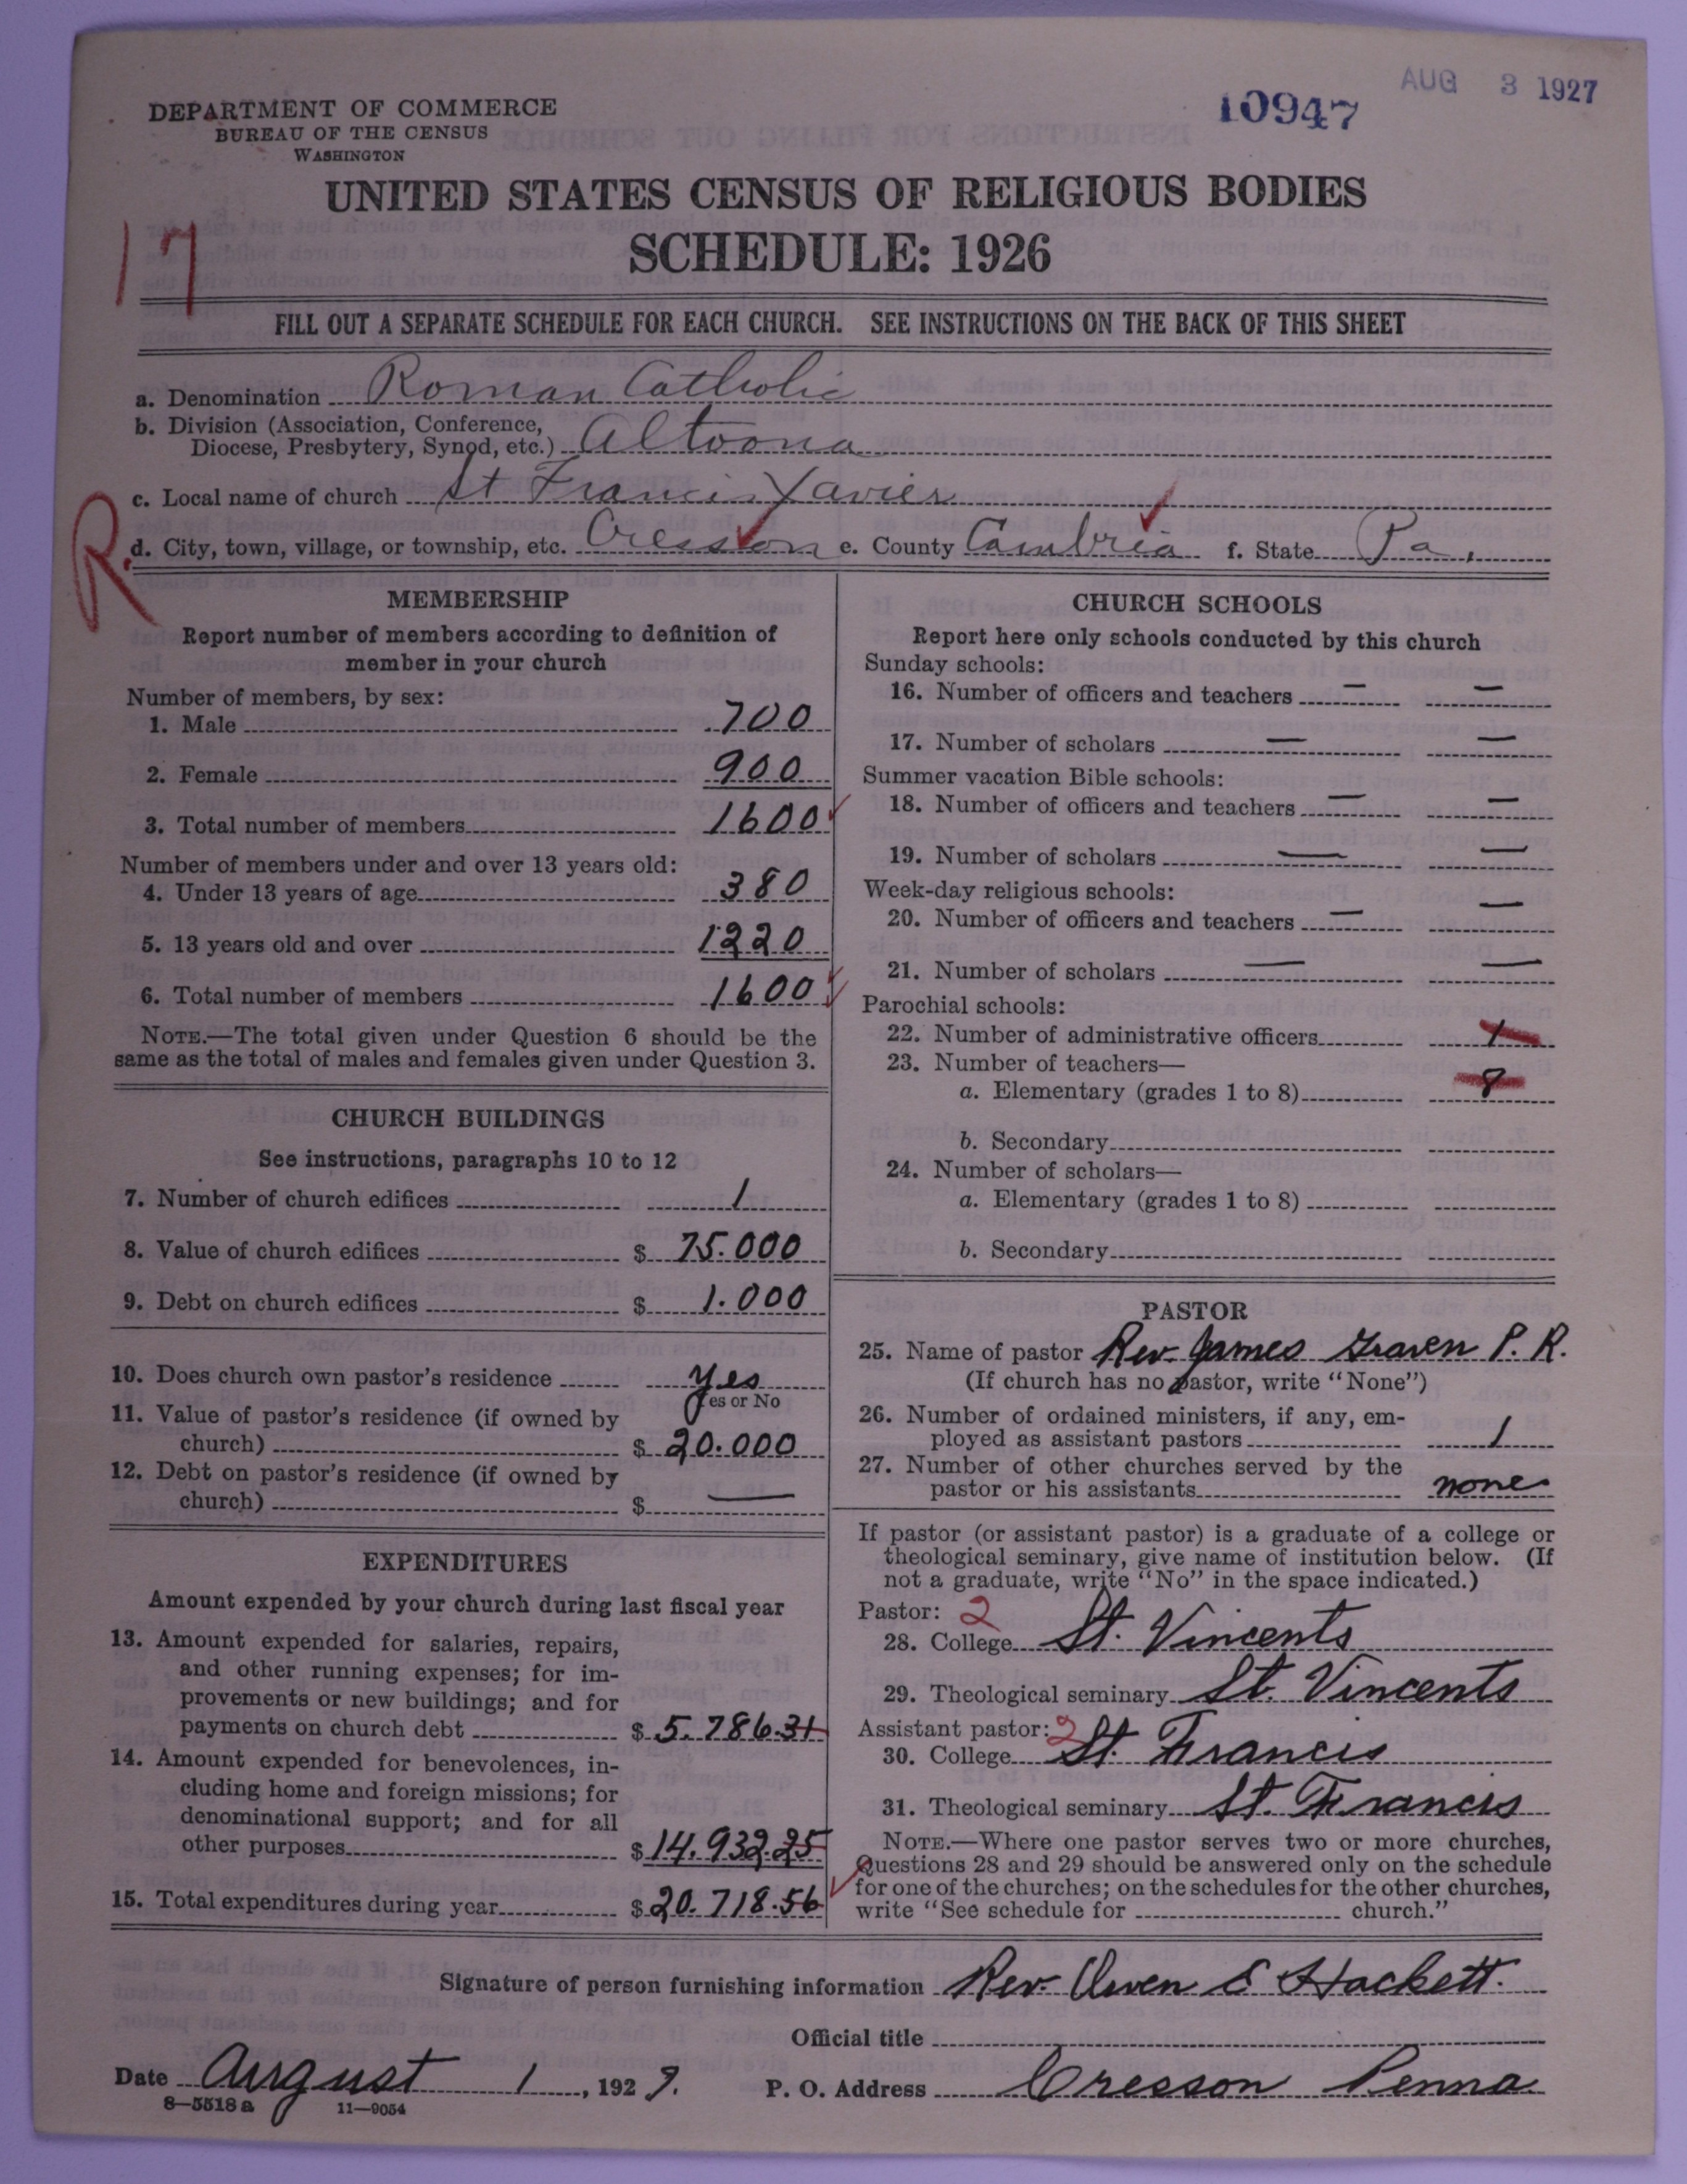 AUG 3 1927
10947
DEPARTMENT OF COMMERCE
BUREAU OF THE CENSUS
WASHINGTON
UNITED STATES CENSUS OF RELIGIOUS BODIES
SCHEDULE: 1926
17
FILL OUT A SEPARATE SCHEDULE FOR EACH CHURCH. SEE INSTRUCTIONS ON THE BACK OF THIS SHEET
a. Denomination Roman Catholic
b. Division (Association, Conference,
Diocese, Presbytery, Synod, etc.) Altoona
c. Local name of church St Francis Xavier
R.
d. City, town, village, or township, etc. Cresson e. County Cambria f. State Pa.
MEMBERSHIP
Report number of members according to definition of
member in your church
Number of members, by sex:
1. Male 700
2. Female 900
3. Total number of members 1600
Number of members under and over 13 years old:
4. Under 13 years of age 380
5. 13 years old and over 1220
6. Total number of members 1600
NOTE.—The total given under Question 6 should be the
same as the total of males and females given under Question 3.
CHURCH BUILDINGS
See instructions, paragraphs 10 to 12
7. Number of church edifices 1
8. Value of church edifices $ 75.000
9. Debt on church edifices $ 1.000
10. Does church own pastor's residence yes
Yes or No
11. Value of pastor's residence (if owned by
church) $ 20.000
12. Debt on pastor's residence (if owned by
church) $ —
EXPENDITURES
Amount expended by your church during last fiscal year
13. Amount expended for salaries, repairs,
and other running expenses; for im-
provements or new buildings; and for
payments on church debt $ 5.786.31
14. Amount expended for benevolences, in-
cluding home and foreign missions; for
denominational support; and for all
other purposes $ 14.932.25
15. Total expenditures during year $ 20.718.56
CHURCH SCHOOLS
Report here only schools conducted by this church
Sunday schools:
16. Number of officers and teachers — —
17. Number of scholars — —
Summer vacation Bible schools:
18. Number of officers and teachers — —
19. Number of scholars — —
Week-day religious schools:
20. Number of officers and teachers — —
21. Number of scholars — —
Parochial schools:
22. Number of administrative officers 1
23. Number of teachers—
a. Elementary (grades 1 to 8) 8
b. Secondary
24. Number of scholars—
a. Elementary (grades 1 to 8)
b. Secondary
PASTOR
25. Name of pastor Rev. James Graven P. R.
(If church has no pastor, write "None")
26. Number of ordained ministers, if any, em-
ployed as assistant pastors 1
27. Number of other churches served by the
pastor or his assistants none
If pastor (or assistant pastor) is a graduate of a college or
theological seminary, give name of institution below. (If
not a graduate, write "No" in the space indicated.)
Pastor: 2
28. College St. Vincents
29. Theological seminary St. Vincents
Assistant pastor: 2
30. College St. Francis
31. Theological seminary St. Francis
NOTE.—Where one pastor serves two or more churches,
Questions 28 and 29 should be answered only on the schedule
for one of the churches; on the schedules for the other churches,
write "See schedule for church."
Signature of person furnishing information Rev. Owen E Hackett.
Official title
Date August 1, 1927.
P. O. Address Cresson Penna
8—5518 a 11—9054